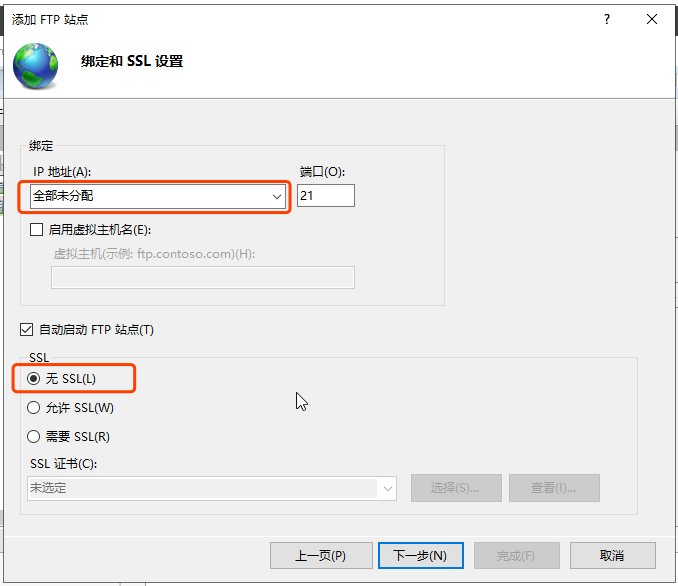 添加 FTP 站点
?
绑定和 SSL 设置
绑定
IP 地址(A):
端口(O):
全部未分配
21
启用虚拟主机名(E):
虚拟主机(示例: ftp.contoso.com)(H):
自动启动 FTP 站点(T)
SSL
无 SSL(L)
允许 SSL(W)
需要 SSL(R)
SSL 证书(C):
未选定
选择(S)...
查看(I)...
上一页(P)
下一步(N)
完成(F)
取消